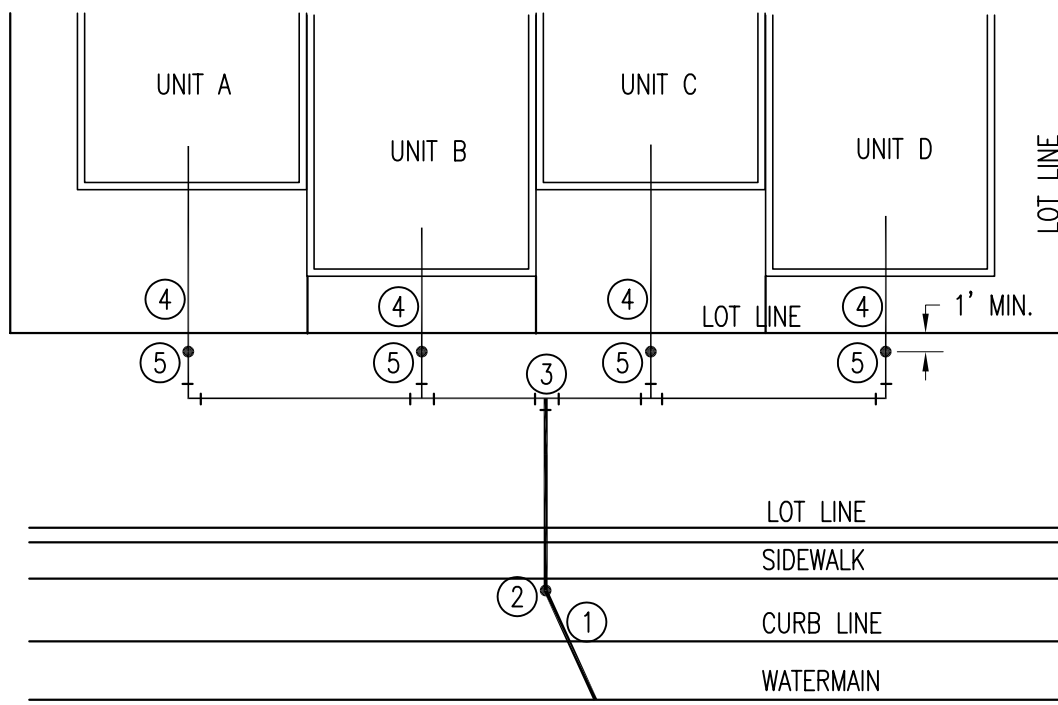 UNIT A
UNIT C
UNIT B
UNIT D
LOT LINE
4
4
4
4
1' MIN.
LOT LINE
5
5
3
5
5
LOT LINE
SIDEWALK
2
1
CURB LINE
WATERMAIN